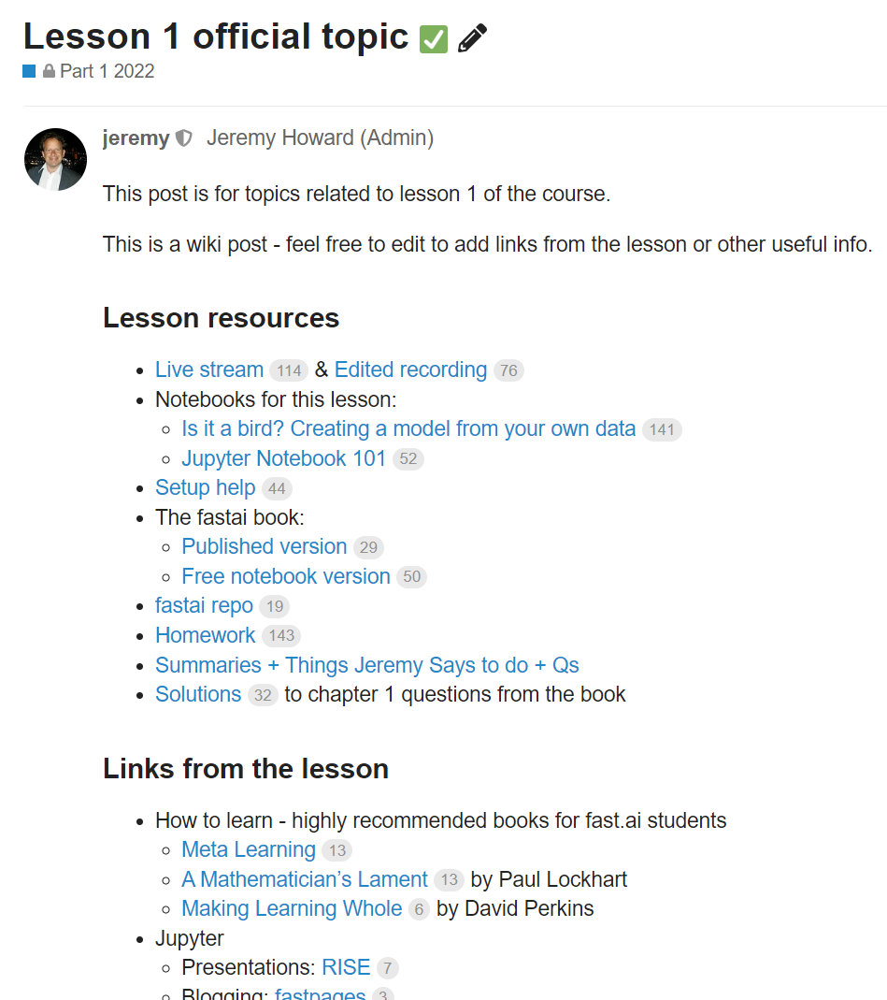 Lesson 1 official topic
Part 1 2022
jeremy Jeremy Howard (Admin)
This post is for topics related to lesson 1 of the course.
This is a wiki post - feel free to edit to add links from the lesson or other useful info.
Lesson resources
Live stream 114 & Edited recording 76
Notebooks for this lesson:
Is it a bird? Creating a model from your own data 141
Jupyter Notebook 101 52
Setup help 44
The fastai book:
Published version 29
Free notebook version 50
fastai repo 19
Homework 143
Summaries + Things Jeremy Says to do + Qs
Solutions 32 to chapter 1 questions from the book
Links from the lesson
How to learn - highly recommended books for fast.ai students
Meta Learning 13
A Mathematician’s Lament 13 by Paul Lockhart
Making Learning Whole 6 by David Perkins
Jupyter
Presentations: RISE 7
Blogging: fastpages 3